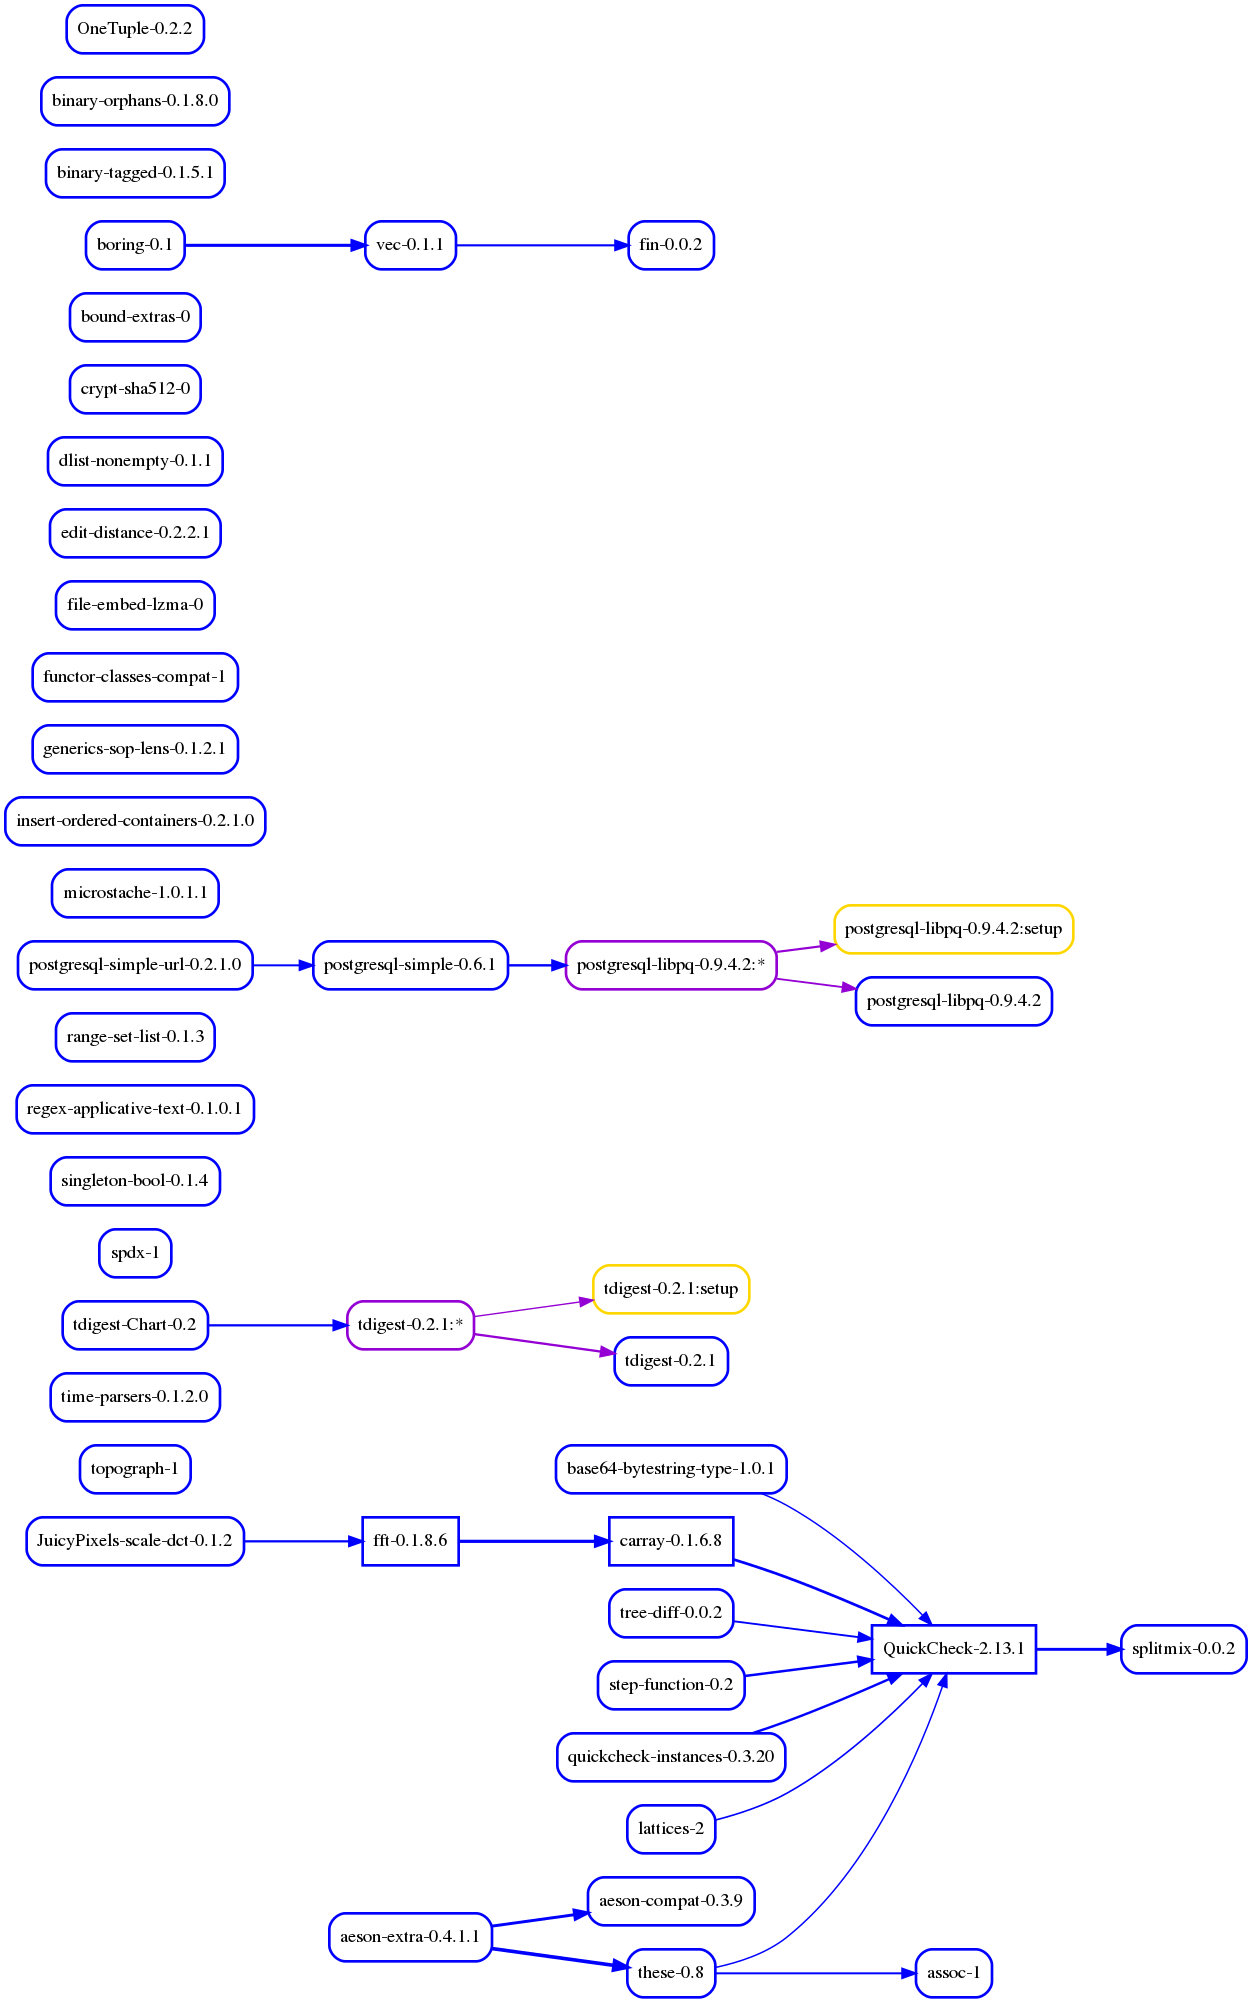 OneTuple-0.2.2
binary-orphans-0.1.8.0
binary-tagged-0.1.5.1
boring-0.1
vec-0.1.1
fin-0.0.2
bound-extras-0
crypt-sha512-0
dlist-nonempty-0.1.1
edit-distance-0.2.2.1
file-embed-lzma-0
functor-classes-compat-1
generics-sop-lens-0.1.2.1
insert-ordered-containers-0.2.1.0
microstache-1.0.1.1
postgresql-libpq-0.9.4.2:setup
postgresql-simple-url-0.2.1.0
postgresql-simple-0.6.1
postgresql-libpq-0.9.4.2:*
postgresql-libpq-0.9.4.2
range-set-list-0.1.3
regex-applicative-text-0.1.0.1
singleton-bool-0.1.4
spdx-1
tdigest-0.2.1:setup
tdigest-Chart-0.2
tdigest-0.2.1:*
tdigest-0.2.1
time-parsers-0.1.2.0
topograph-1
base64-bytestring-type-1.0.1
JuicyPixels-scale-dct-0.1.2
fft-0.1.8.6
carray-0.1.6.8
tree-diff-0.0.2
QuickCheck-2.13.1
splitmix-0.0.2
step-function-0.2
quickcheck-instances-0.3.20
lattices-2
aeson-compat-0.3.9
aeson-extra-0.4.1.1
these-0.8
assoc-1